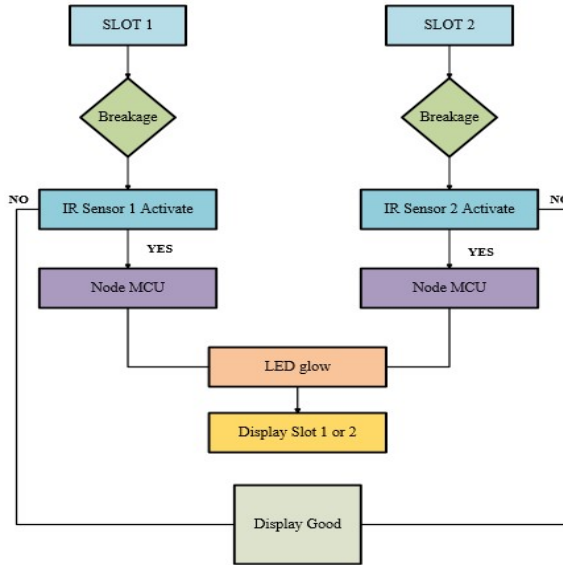 SLOT 1
SLOT 2
Breakage
Breakage
NO
IR Sensor 1 Activate
IR Sensor 2 Activate
NO
YES
YES
Node MCU
Node MCU
LED glow
Display Slot 1 or 2
Display Good